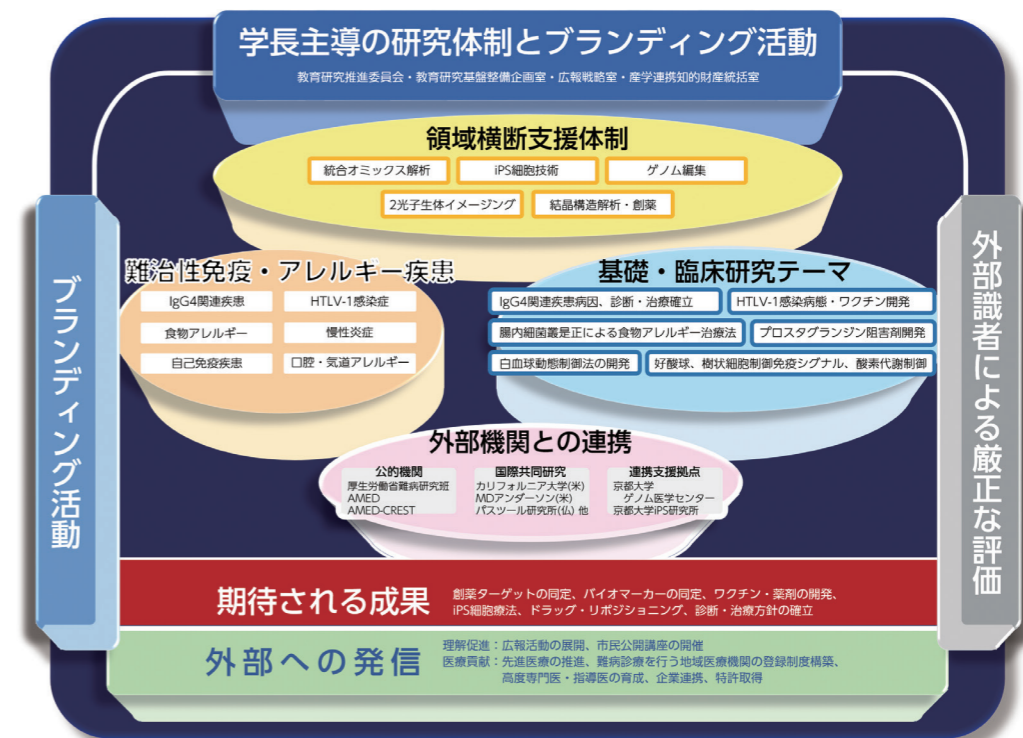 学長主導の研究体制とブランディング活動
教育研究推進委員会・教育研究基盤整備企画室・広報戦略室・産学連携知的財産統括室
領域横断支援体制
統合オミックス解析
iPS細胞技術
ゲノム編集
2光子生体イメージング
結晶構造解析・創薬
難治性免疫・アレルギー疾患
IgG4関連疾患
HTLV-1感染症
食物アレルギー
慢性炎症
自己免疫疾患
口腔・気道アレルギー
基礎・臨床研究テーマ
IgG4関連疾患病因、診断・治療確立
HTLV-1感染病態・ワクチン開発
腸内細菌叢是正による食物アレルギー治療法
プロスタグランジン阻害剤開発
白血球動態制御法の開発
好酸球、樹状細胞制御免疫シグナル、酸素代謝制御
外部機関との連携
公的機関
厚生労働省難病研究班
AMED
AMED-CREST
国際共同研究
カリフォルニア大学(米)
MDアンダーソン(米)
パスツール研究所(仏) 他
連携支援拠点
京都大学
ゲノム医学センター
京都大学iPS研究所
ブランディング活動
外部識者による厳正な評価
期待される成果
創薬ターゲットの同定、バイオマーカーの同定、ワクチン・薬剤の開発、
iPS細胞療法、ドラッグ・リポジショニング、診断・治療方針の確立
外部への発信
理解促進：広報活動の展開、市民公開講座の開催
医療貢献：先進医療の推進、難病診療を行う地域医療機関の登録制度構築、
高度専門医・指導医の育成、企業連携、特許取得